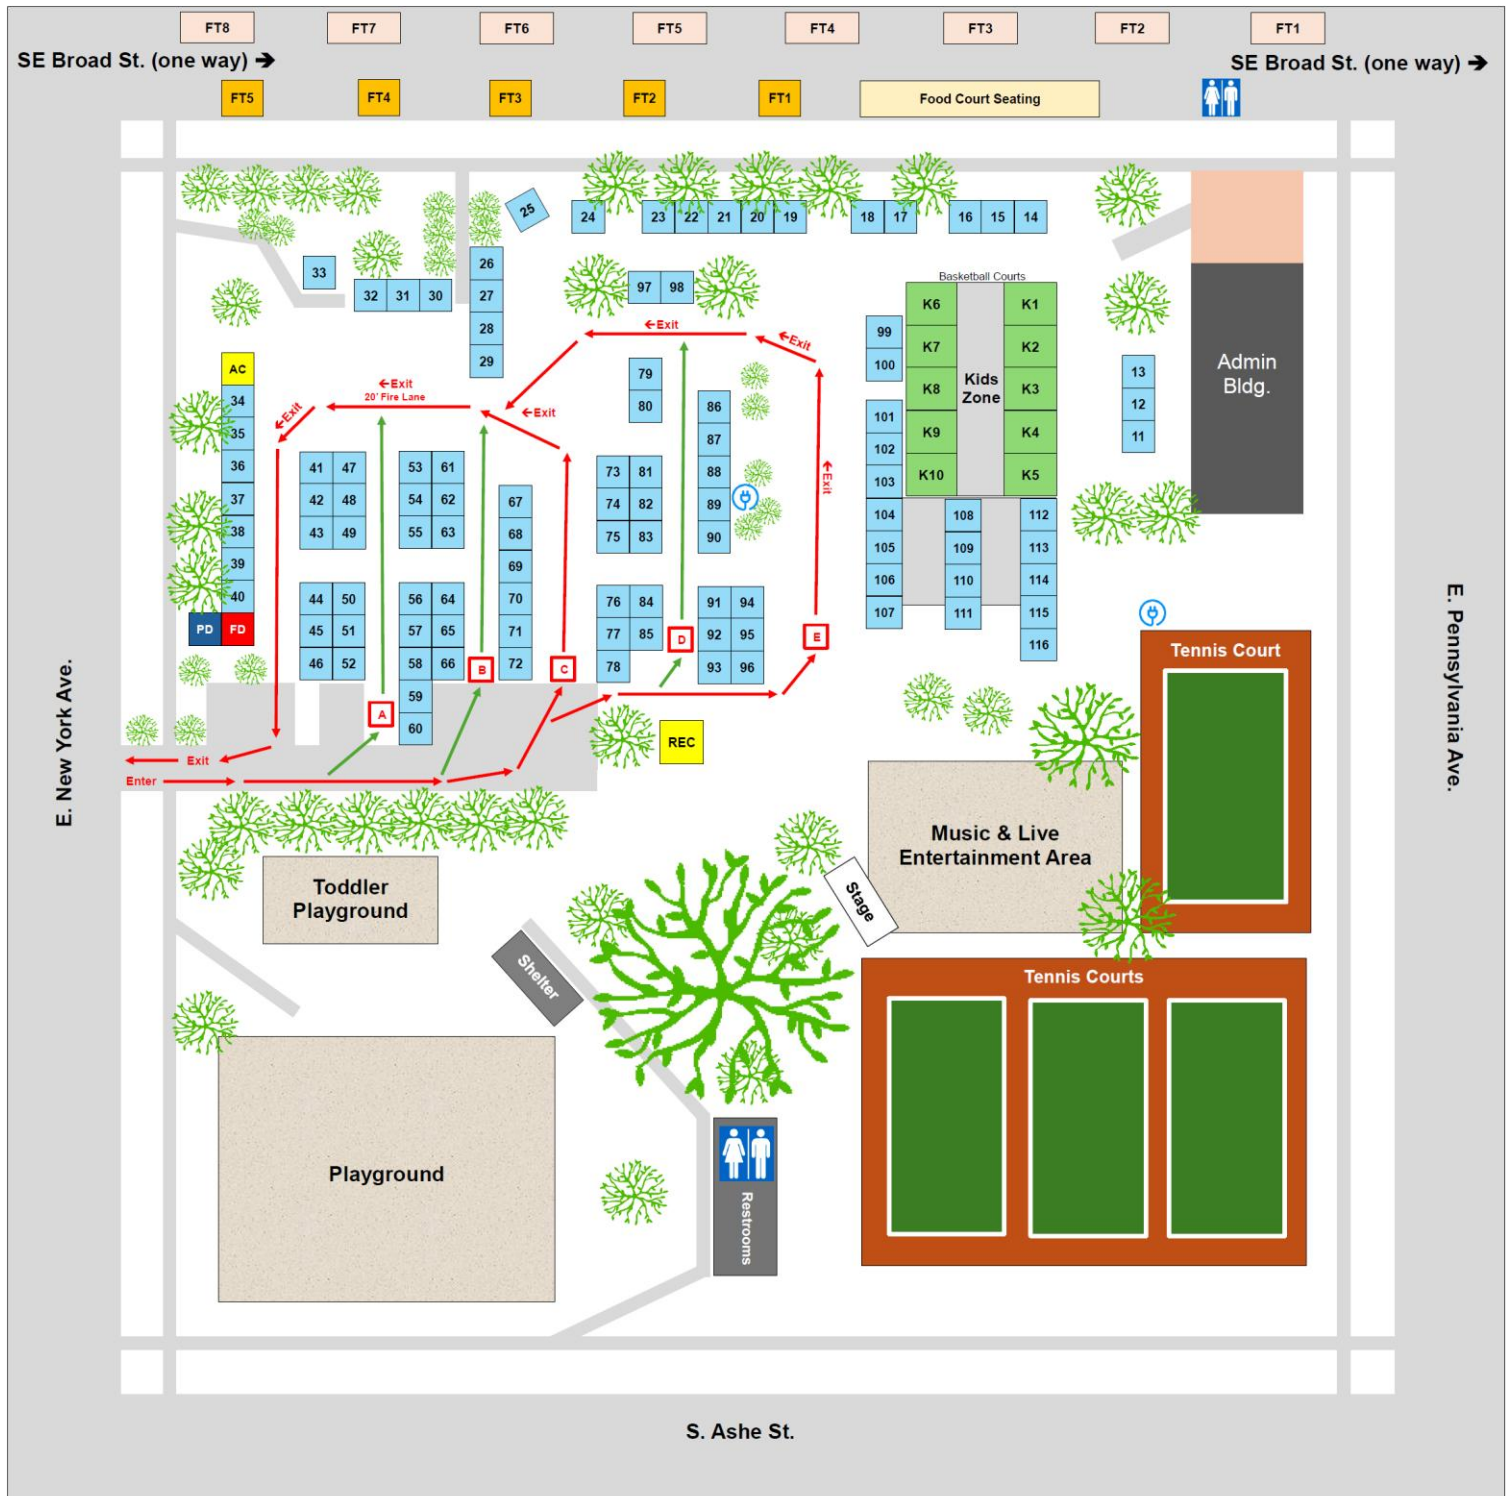 FT8
FT7
FT6
FT5
FT4
FT3
FT2
FT1
SE Broad St. (one way) →
SE Broad St. (one way) →
FT5
FT4
FT3
FT2
FT1
Food Court Seating
25
24
23
22
21
20
19
18
17
16
15
14
33
32
31
30
26
27
28
29
97
98
Basketball Courts
K6
K1
K7
K2
K8
K3
K9
K4
K10
K5
Kids
Zone
99
100
101
102
103
104
105
106
107
108
109
110
111
112
113
114
115
116
13
12
11
Admin
Bldg.
←Exit
←Exit
←Exit
←Exit
20' Fire Lane
←Exit
←Exit
AC
34
35
36
37
38
39
40
PD
FD
41
47
42
48
43
49
44
50
45
51
46
52
53
61
54
62
55
63
56
64
57
65
58
66
59
60
67
68
69
70
71
72
79
80
73
81
74
82
75
83
76
84
77
85
78
86
87
88
89
90
91
94
92
95
93
96
A
B
C
D
E
REC
Exit
Enter
E. New York Ave.
E. Pennsylvania Ave.
Tennis Court
Music & Live
Entertainment Area
Stage
Toddler
Playground
Shelter
Tennis Courts
Playground
Restrooms
S. Ashe St.